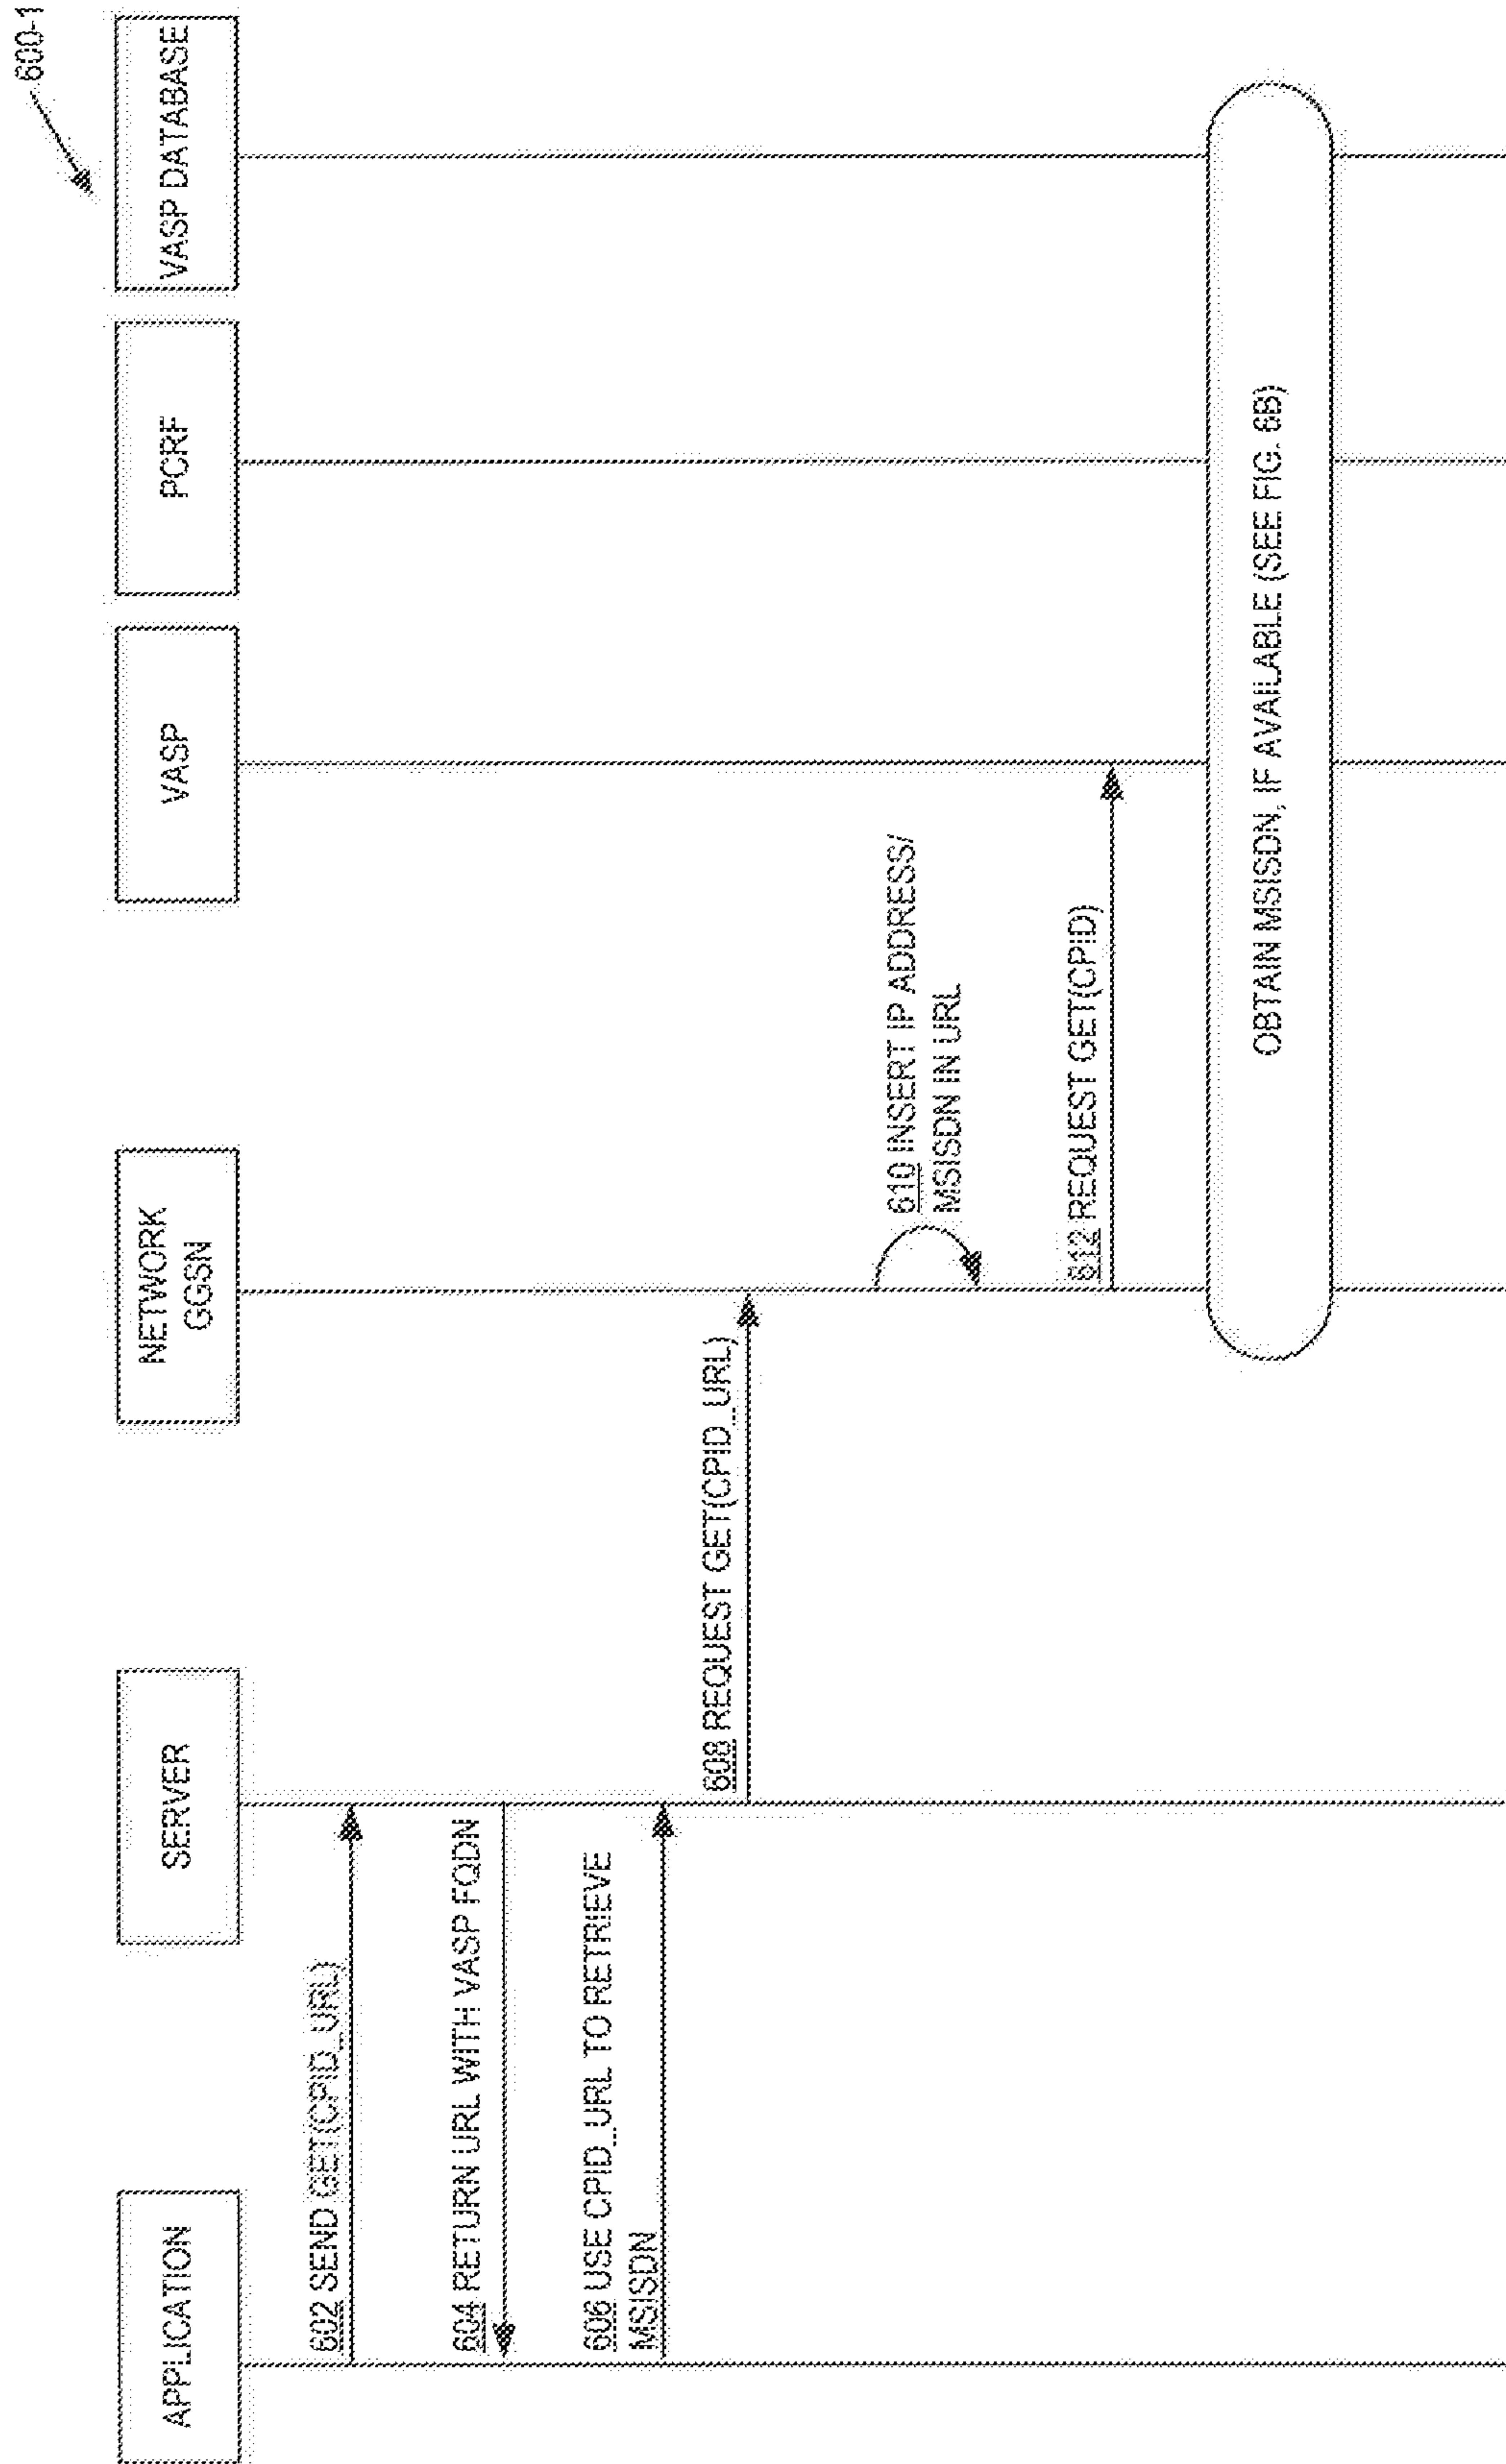 600-1
APPLICATION
SERVER
NETWORK
GGSN
VASP
PCRF
VASP DATABASE
602 SEND GET(CPID_URL)
604 RETURN URL WITH VASP FQDN
606 USE CPID_URL TO RETRIEVE
MSISDN
608 REQUEST GET(CPID_URL)
610 INSERT IP ADDRESS/
MSISDN IN URL
612 REQUEST GET(CPID)
OBTAIN MSISDN, IF AVAILABLE (SEE FIG. 6B)